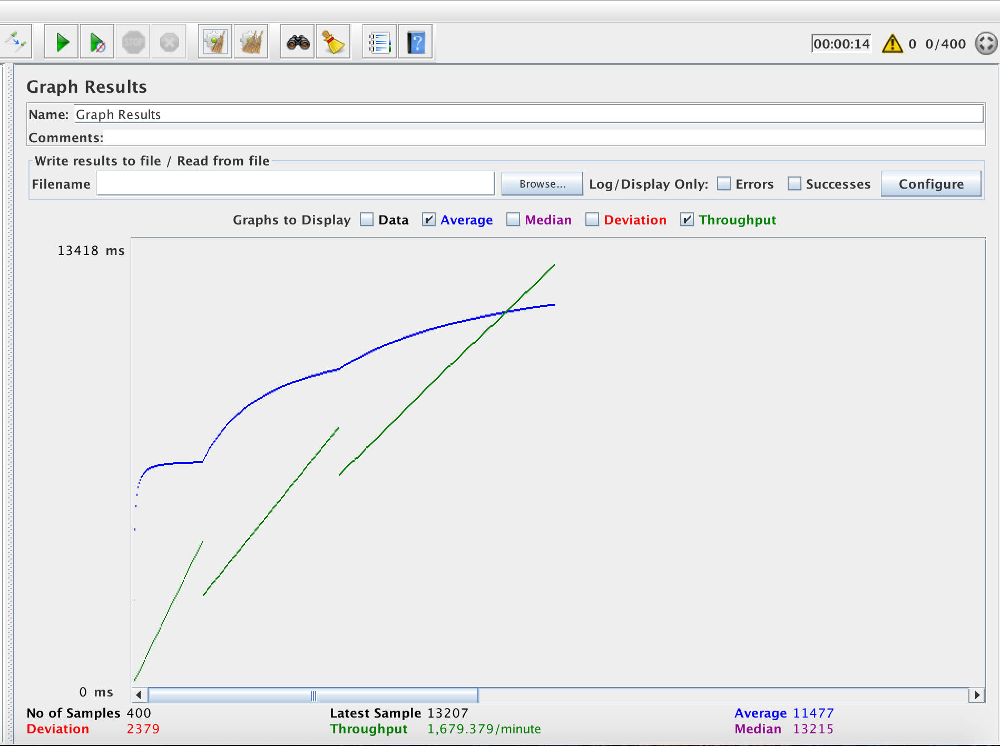 STOP
?
00:00:14 ! 0 0/400
Graph Results
Name: Graph Results
Comments:
Write results to file / Read from file
Filename Browse... Log/Display Only: Errors Successes Configure
Graphs to Display Data Average Median Deviation Throughput
13418 ms
0 ms
No of Samples 400 Latest Sample 13207 Average 11477
Deviation 2379 Throughput 1,679.379/minute Median 13215